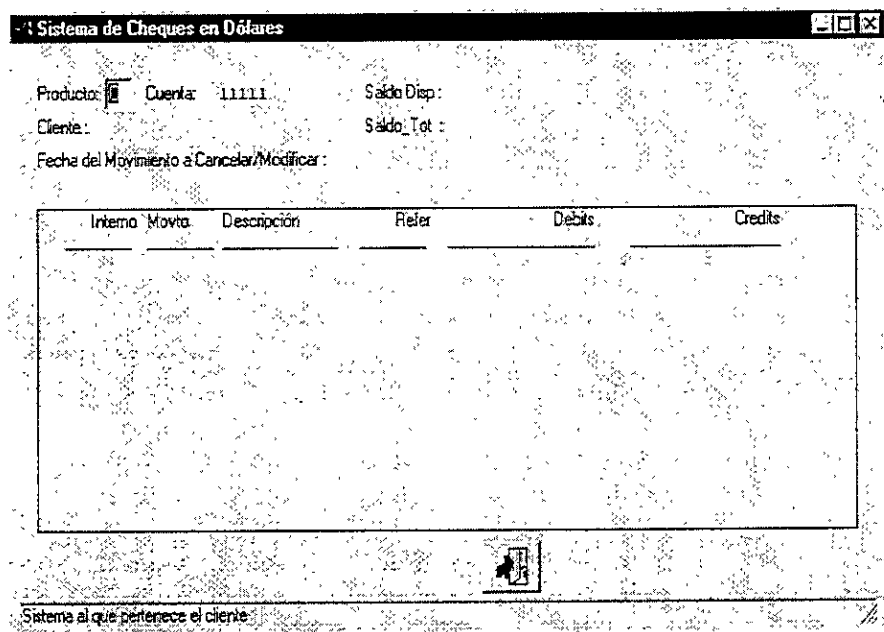 Sistema de Cheques en Dólares
Producto: Cuenta: 11111 Saldo Disp :
Cliente : Saldo Tot :
Fecha del Movimiento a Cancelar/Modificar :
Interno Movto. Descripción Refer Debits Credits
Sistema al que pertenece el cliente